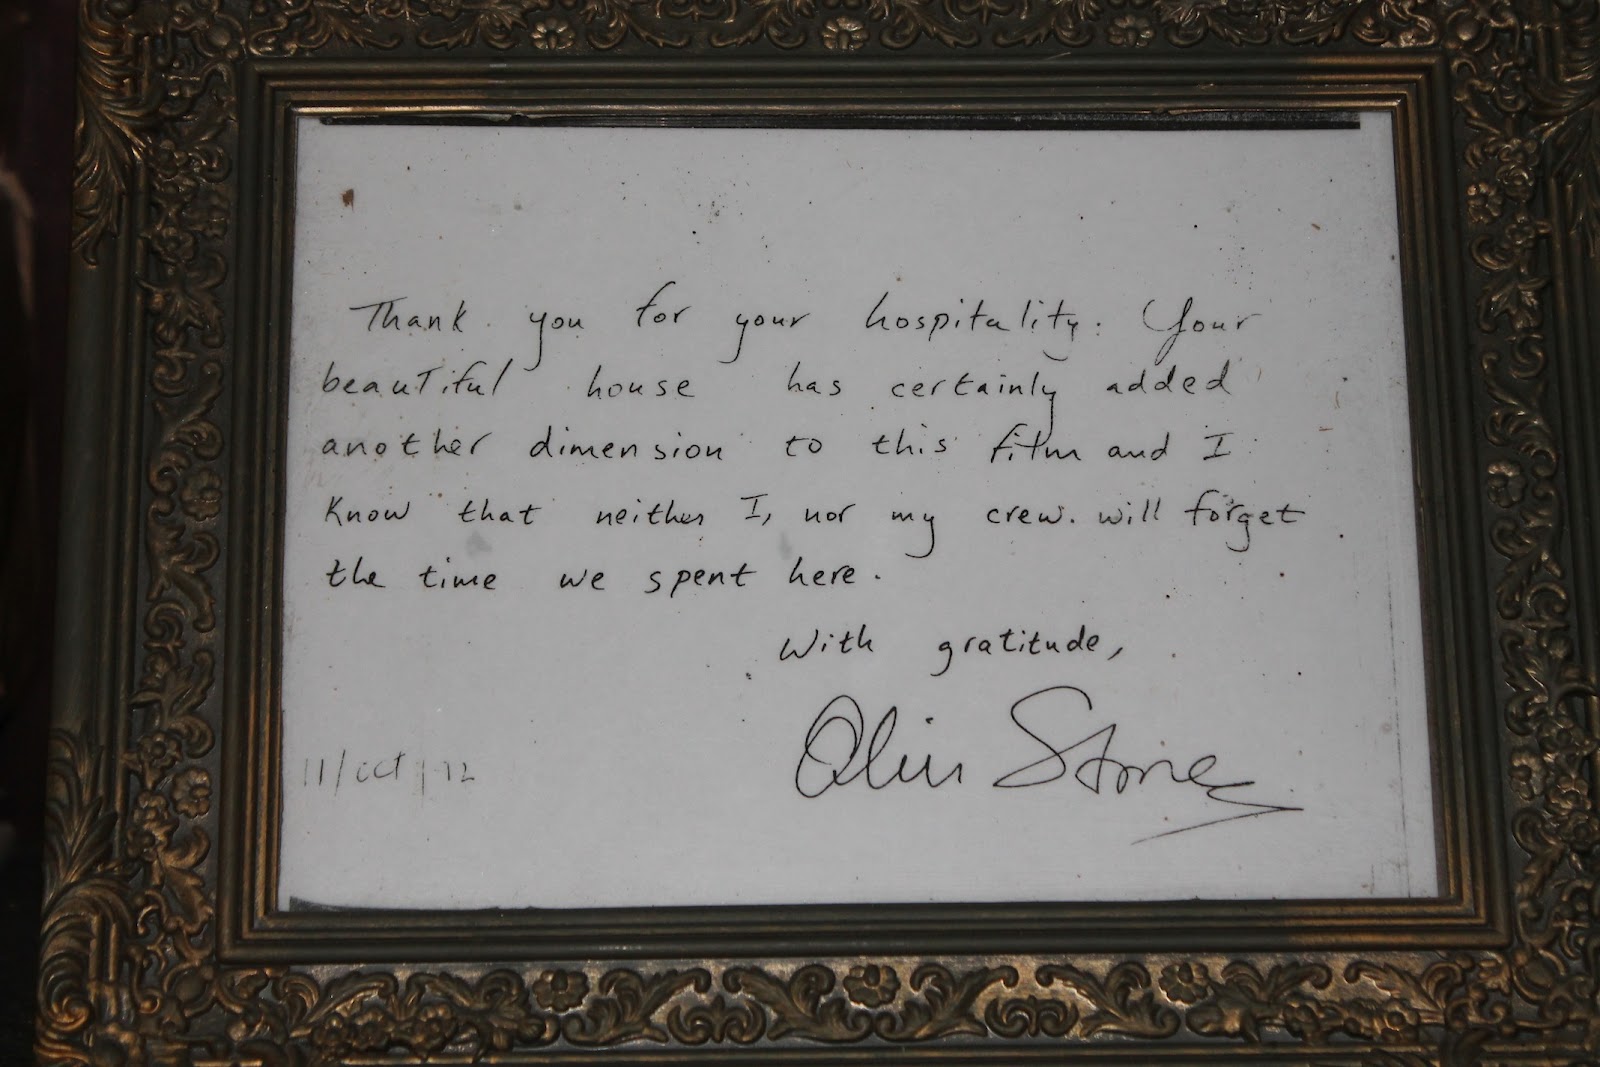 Thank you for your hospitality. Your
beautiful house has certainly added
another dimension to this film and I
Know that neither I, nor my crew. will forget
the time we spent here.
With gratitude,
Oliver Stone
11/oct/92